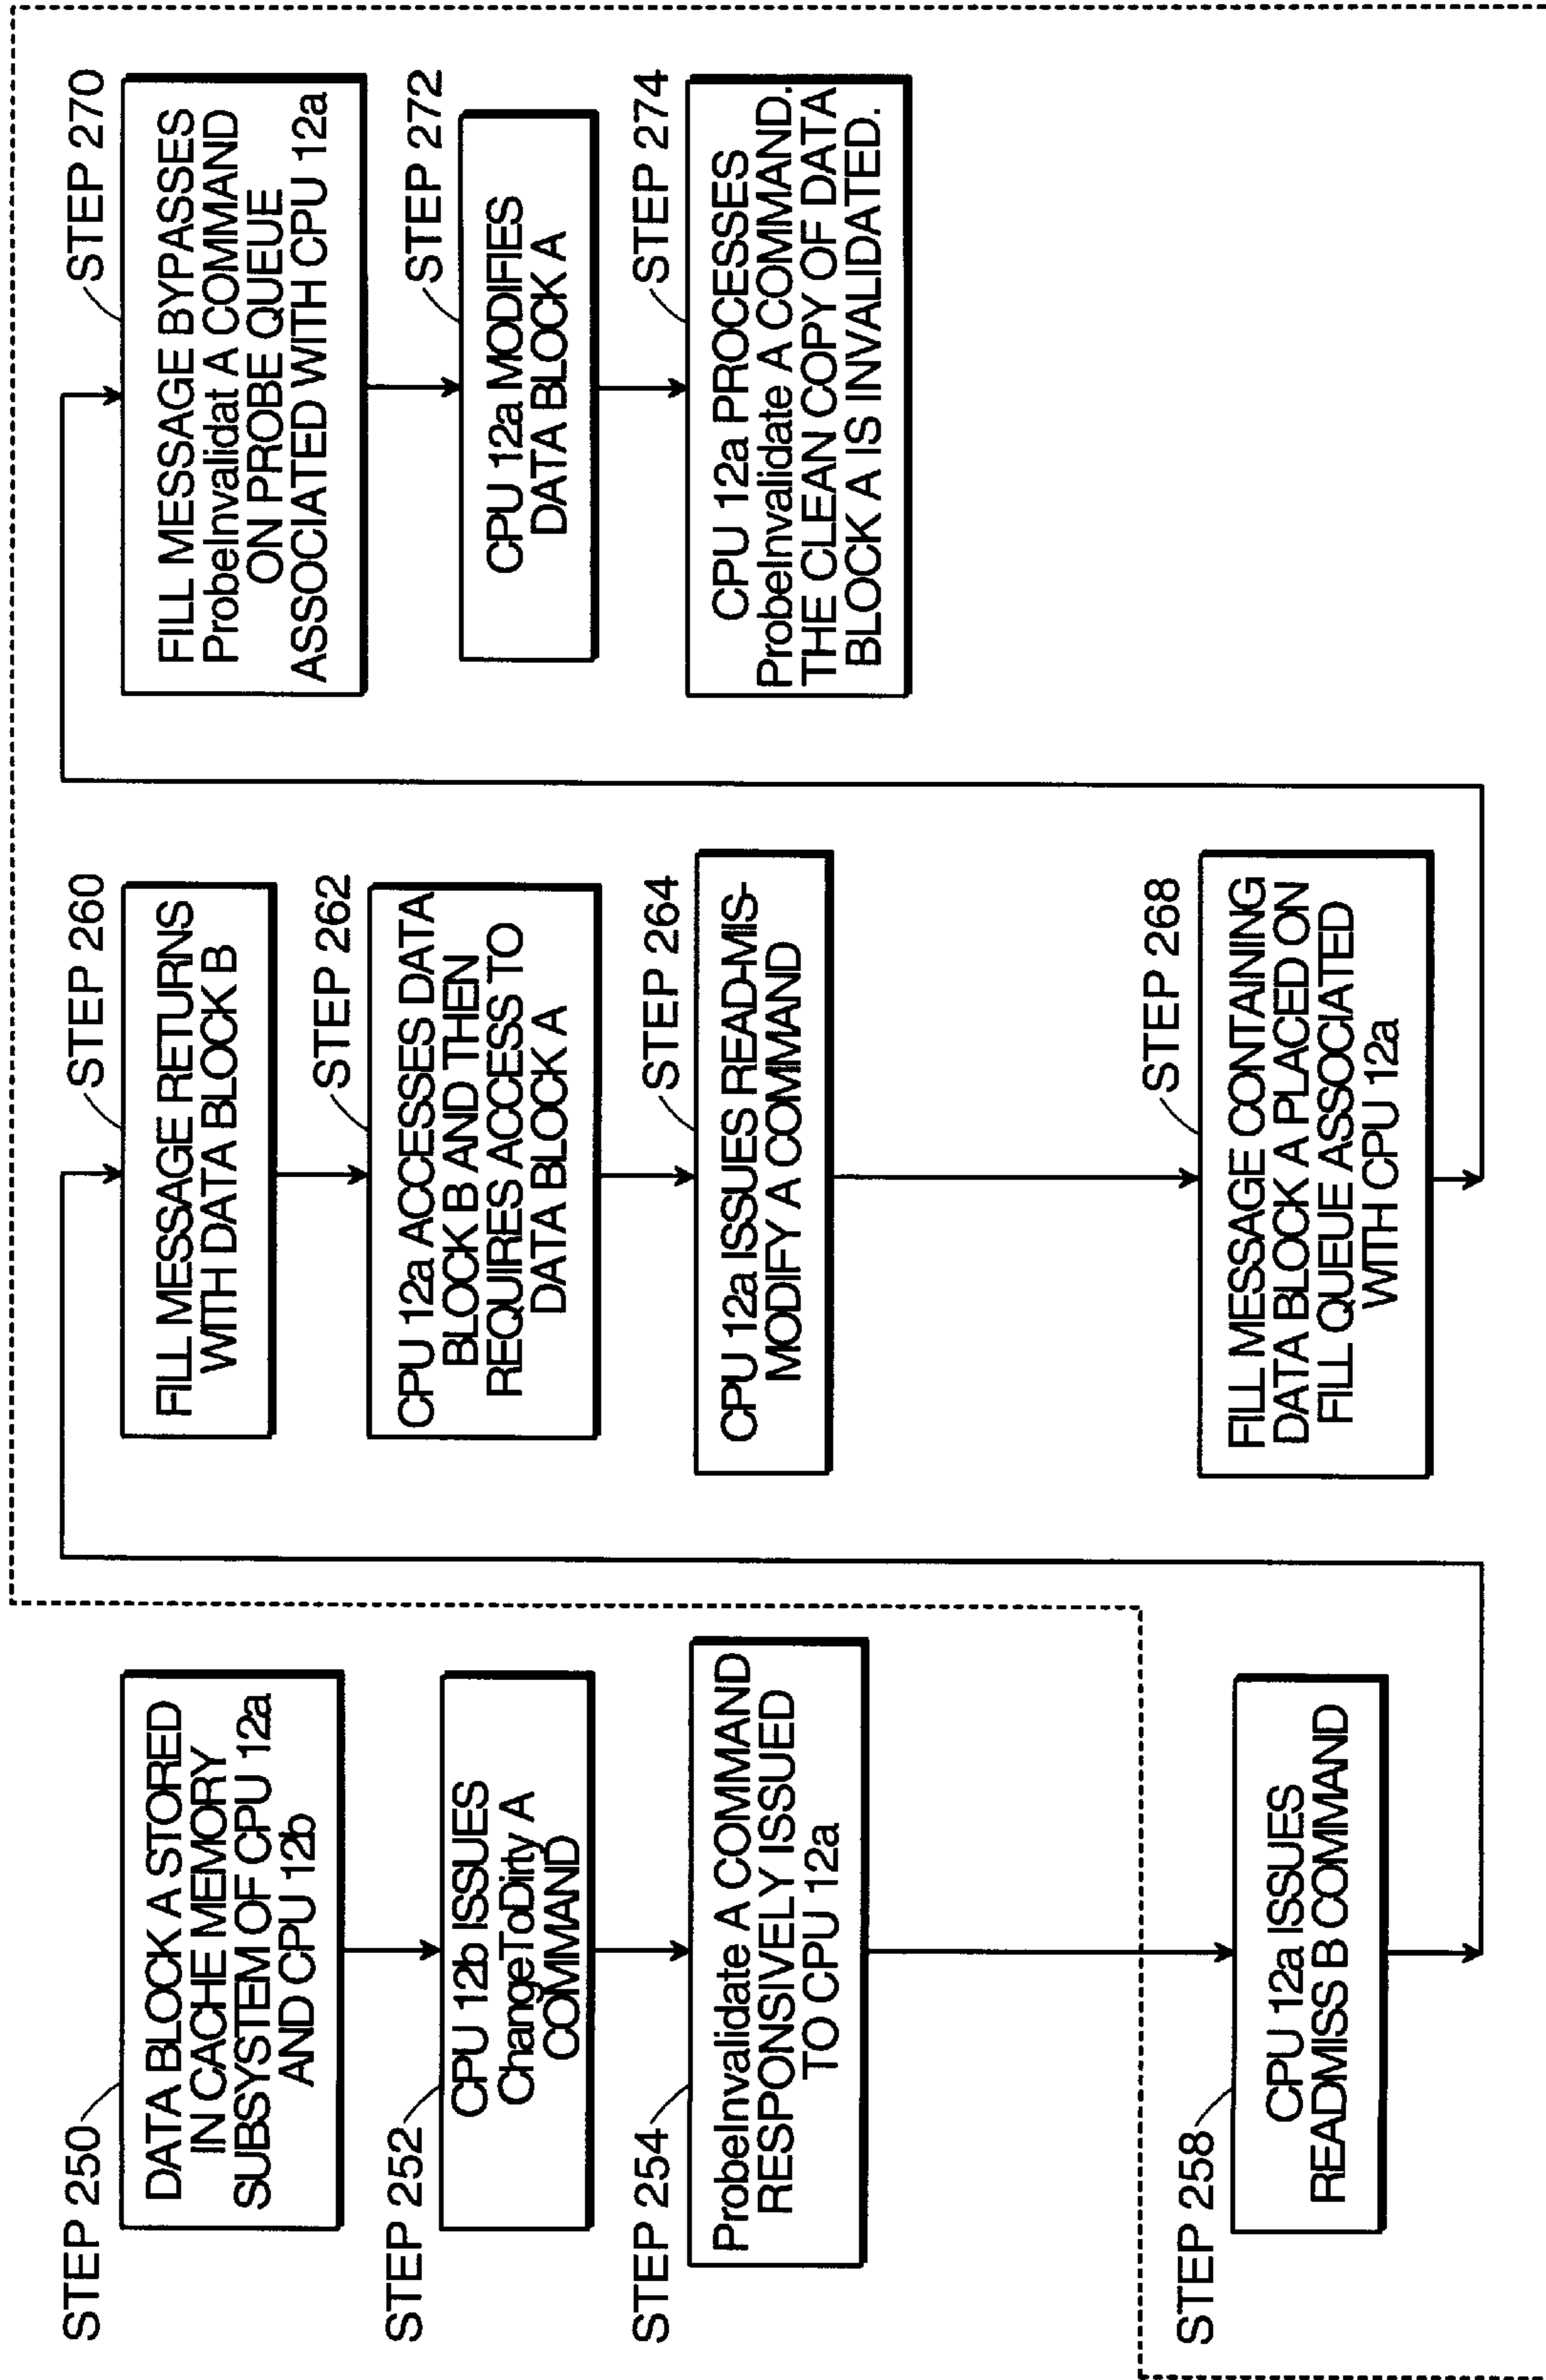 STEP 250
DATA BLOCK A STORED
IN CACHE MEMORY
SUBSYSTEM OF CPU 12a
AND CPU 12b
STEP 252
CPU 12b ISSUES
ChangeToDirty A
COMMAND
STEP 254
ProbeInvalidate A COMMAND
RESPONSIVELY ISSUED
TO CPU 12a
STEP 258
CPU 12a ISSUES
READMISS B COMMAND
STEP 260
FILL MESSAGE RETURNS
WITH DATA BLOCK B
STEP 262
CPU 12a ACCESSES DATA
BLOCK B AND THEN
REQUIRES ACCESS TO
DATA BLOCK A
STEP 264
CPU 12a ISSUES READ-MIS-
MODIFY A COMMAND
STEP 268
FILL MESSAGE CONTAINING
DATA BLOCK A PLACED ON
FILL QUEUE ASSOCIATED
WITH CPU 12a
STEP 270
FILL MESSAGE BYPASSES
ProbeInvalidat A COMMAND
ON PROBE QUEUE
ASSOCIATED WITH CPU 12a
STEP 272
CPU 12a MODIFIES
DATA BLOCK A
STEP 274
CPU 12a PROCESSES
ProbeInvalidate A COMMAND.
THE CLEAN COPY OF DATA
BLOCK A IS INVALIDATED.